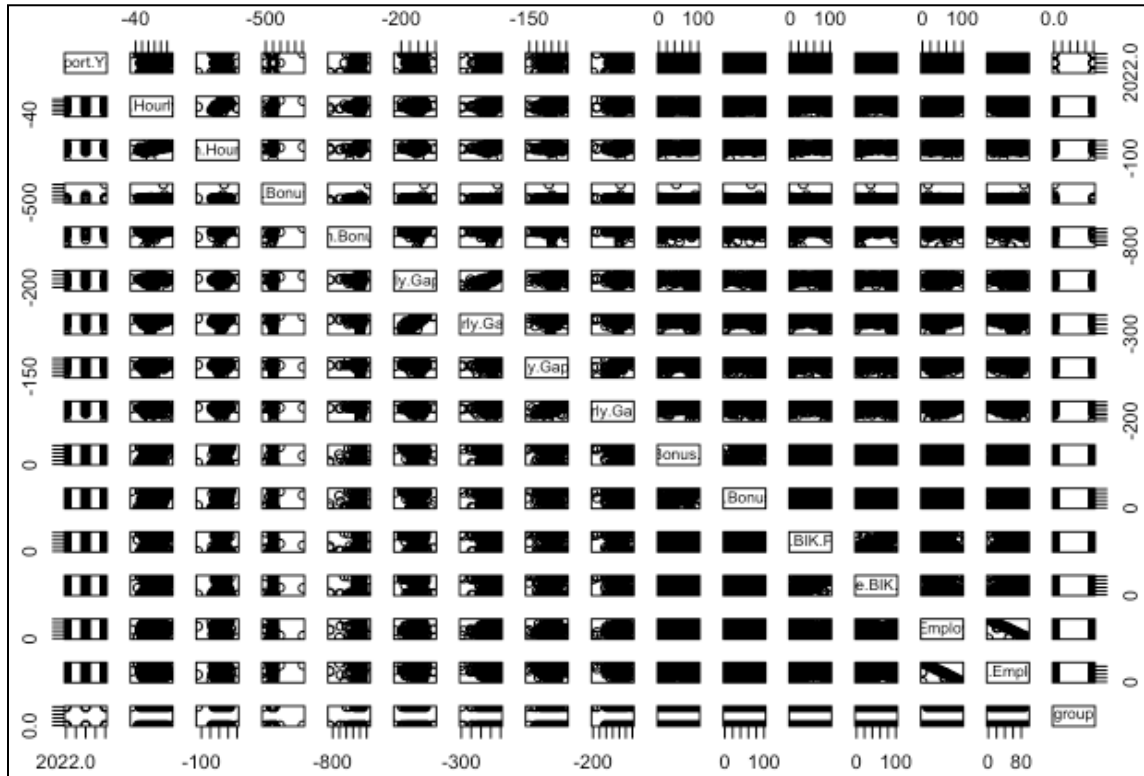 -40 -500 -200 -150 0 100 0 100 0 100 0.0
port.Y 2022.0
-40 Hourl
n.Hour -100
-500 .Bonu
n.Bonu -800
-200 ly.Gap
rly.Ga -300
-150 y.Gap
rly.Ga -200
0 Bonus.
.Bonu 0
0 .BIK.F
e.BIK. 0
0 Emplo
.Empl 0
0.0 group
2022.0 -100 -800 -300 -200 0 100 0 100 0 80